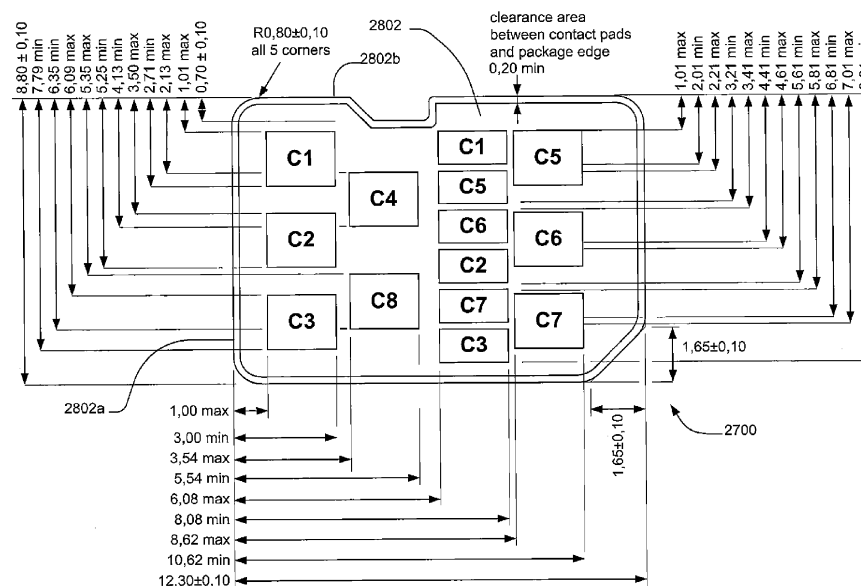 R0,80±0,10
all 5 corners
2802
2802b
clearance area
between contact pads
and package edge
0,20 min
8,80 ± 0,10
7,79 min
6,35 min
6,09 max
5,35 max
5,25 min
4,13 min
3,50 max
2,71 min
2,13 max
1,01 max
0,70 ± 0,10
1,01 max
2,01 min
2,21 max
3,21 min
3,41 max
4,41 min
4,61 max
5,61 min
5,81 max
6,81 min
7,01 max
C1
C2
C3
C4
C8
C1
C5
C6
C2
C7
C3
C5
C6
C7
1,65±0,10
2802a
1,00 max
1,65±0,10
2700
3,00 min
3,54 max
5,54 min
6,08 max
8,08 min
8,62 max
10,62 min
12,30±0,10